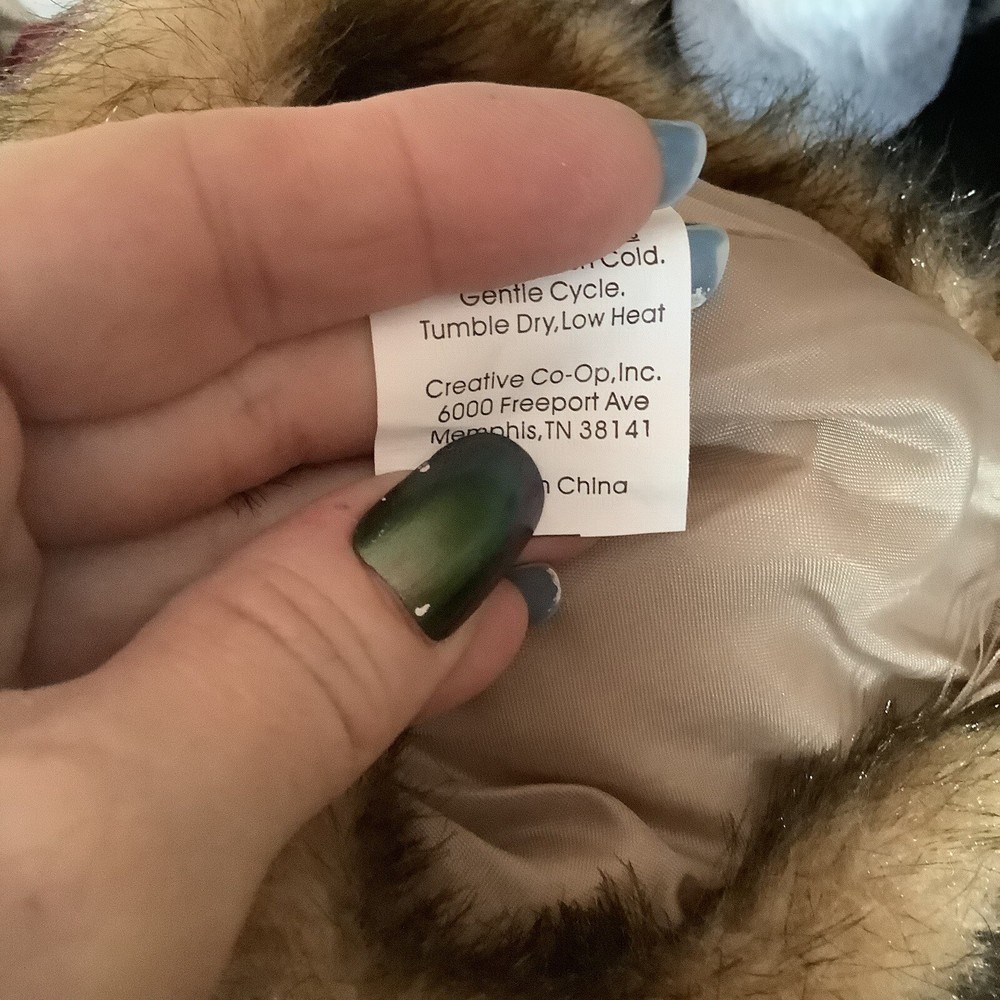 Cold.
Gentle Cycle.
Tumble Dry,Low Heat
Creative Co-Op,Inc.
6000 Freeport Ave
Memphis,TN 38141
China